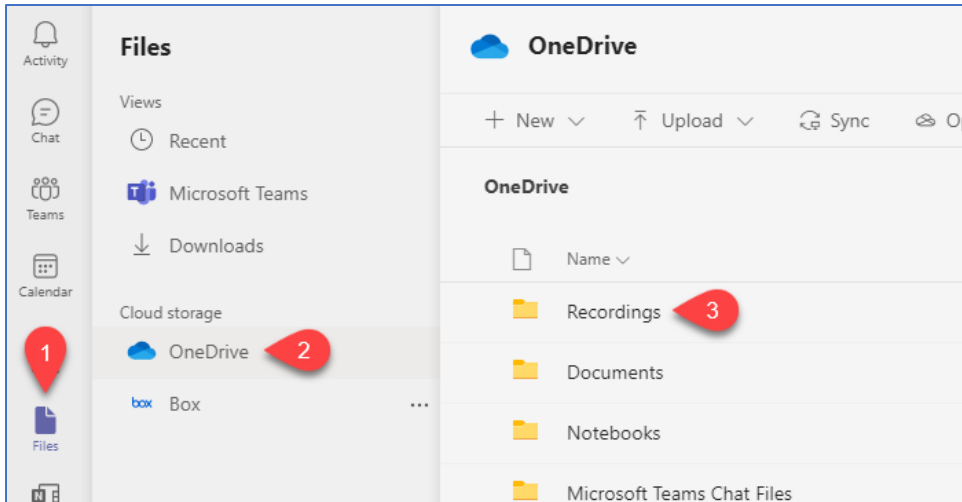 Activity
Chat
Teams
Calendar
1
Files
Files
Views
Recent
Microsoft Teams
Downloads
Cloud storage
OneDrive
2
box
Box
...
OneDrive
New
Upload
Sync
OneDrive
Name
Recordings
3
Documents
Notebooks
Microsoft Teams Chat Files